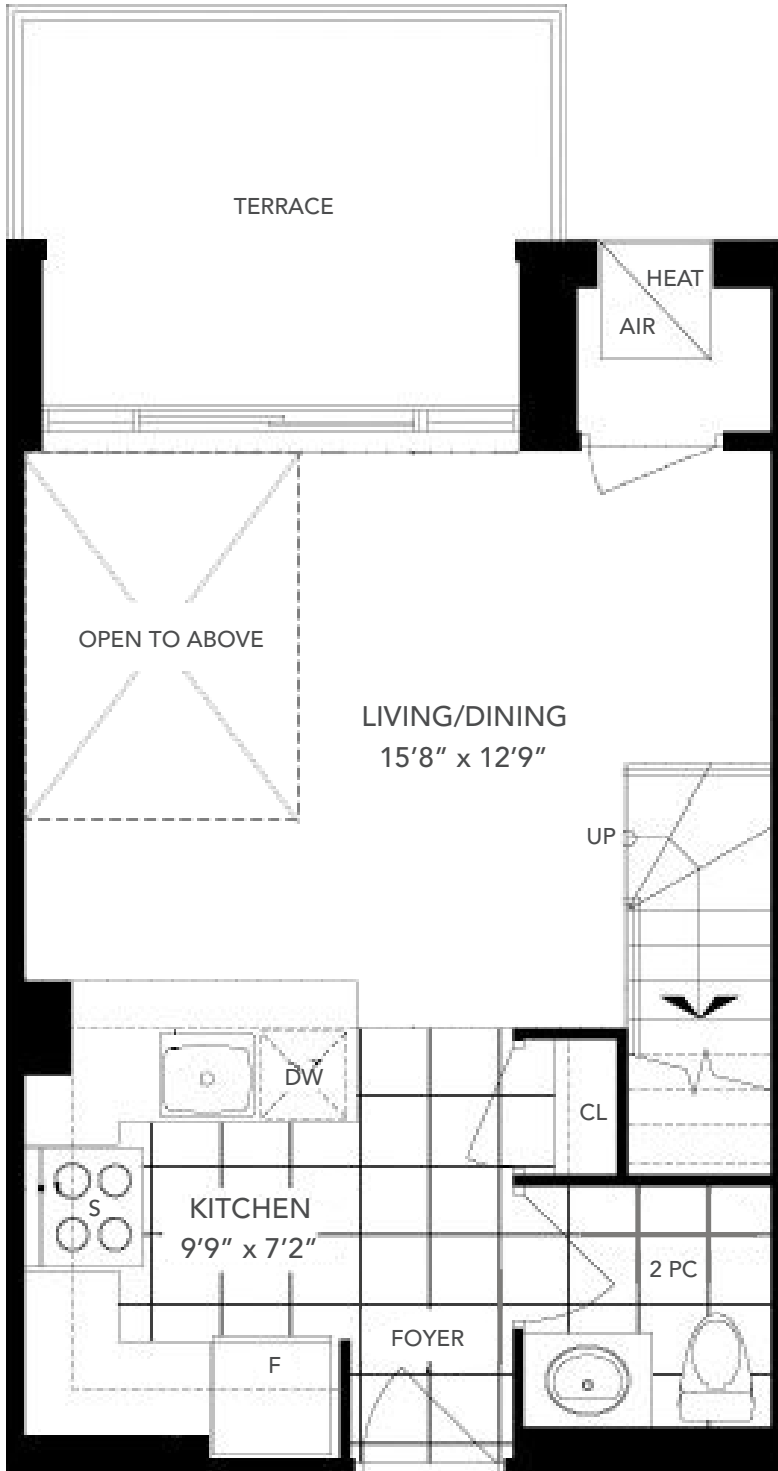 TERRACE
HEAT
AIR
OPEN TO ABOVE
LIVING/DINING
15’8” x 12’9”
UP
DW
CL
S
KITCHEN
9’9” x 7’2”
2 PC
FOYER
F